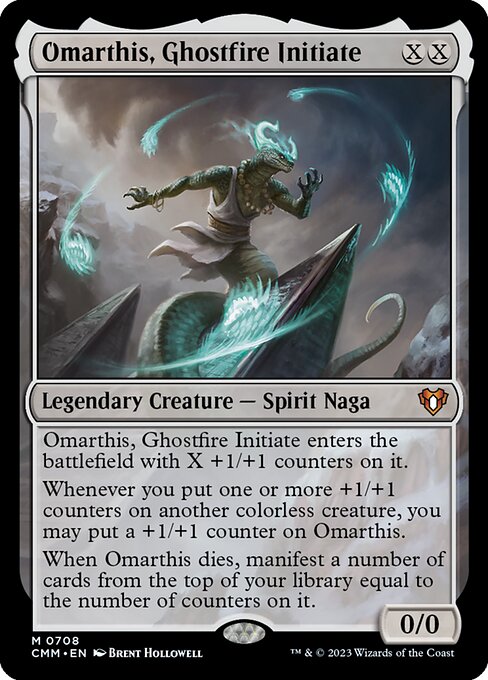 Omarthis, Ghostfire Initiate XX
Legendary Creature — Spirit Naga
Omarthis, Ghostfire Initiate enters the
battlefield with X +1/+1 counters on it.
Whenever you put one or more +1/+1
counters on another colorless creature, you
may put a +1/+1 counter on Omarthis.
When Omarthis dies, manifest a number of
cards from the top of your library equal to
the number of counters on it.
0/0
M 0708
CMM • EN Brent Hollowell
™ & © 2023 Wizards of the Coast